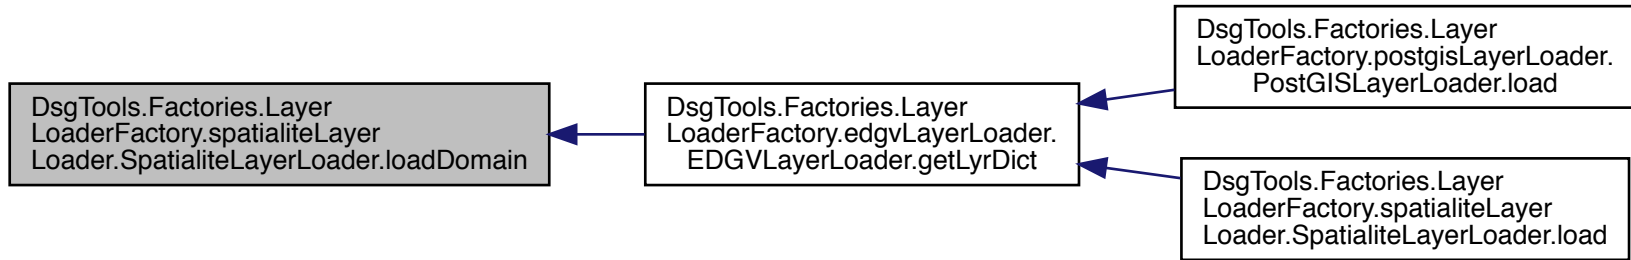 DsgTools.Factories.Layer
LoaderFactory.spatialiteLayer
Loader.SpatialiteLayerLoader.loadDomain
DsgTools.Factories.Layer
LoaderFactory.edgvLayerLoader.
EDGVLayerLoader.getLyrDict
DsgTools.Factories.Layer
LoaderFactory.postgisLayerLoader.
PostGISLayerLoader.load
DsgTools.Factories.Layer
LoaderFactory.spatialiteLayer
Loader.SpatialiteLayerLoader.load